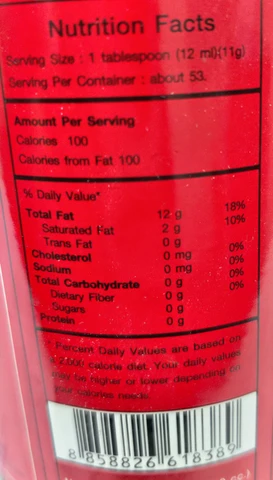 Nutrition Facts
Serving Size : 1 tablespoon (12 ml)(11g)
Serving Per Container : about 53.
Amount Per Serving
Calories 100
Calories from Fat 100
% Daily Value*
Total Fat 12 g 18%
Saturated Fat 2 g 10%
Trans Fat 0 g
Cholesterol 0 mg 0%
Sodium 0 mg 0%
Total Carbohydrate 0 g 0%
Dietary Fiber 0 g 0%
Sugars 0 g
Protein 0 g
* Percent Daily Values are based on
a 2,000 calorie diet. Your daily values
may be higher or lower depending on
your calories needs.
8 858826 618389